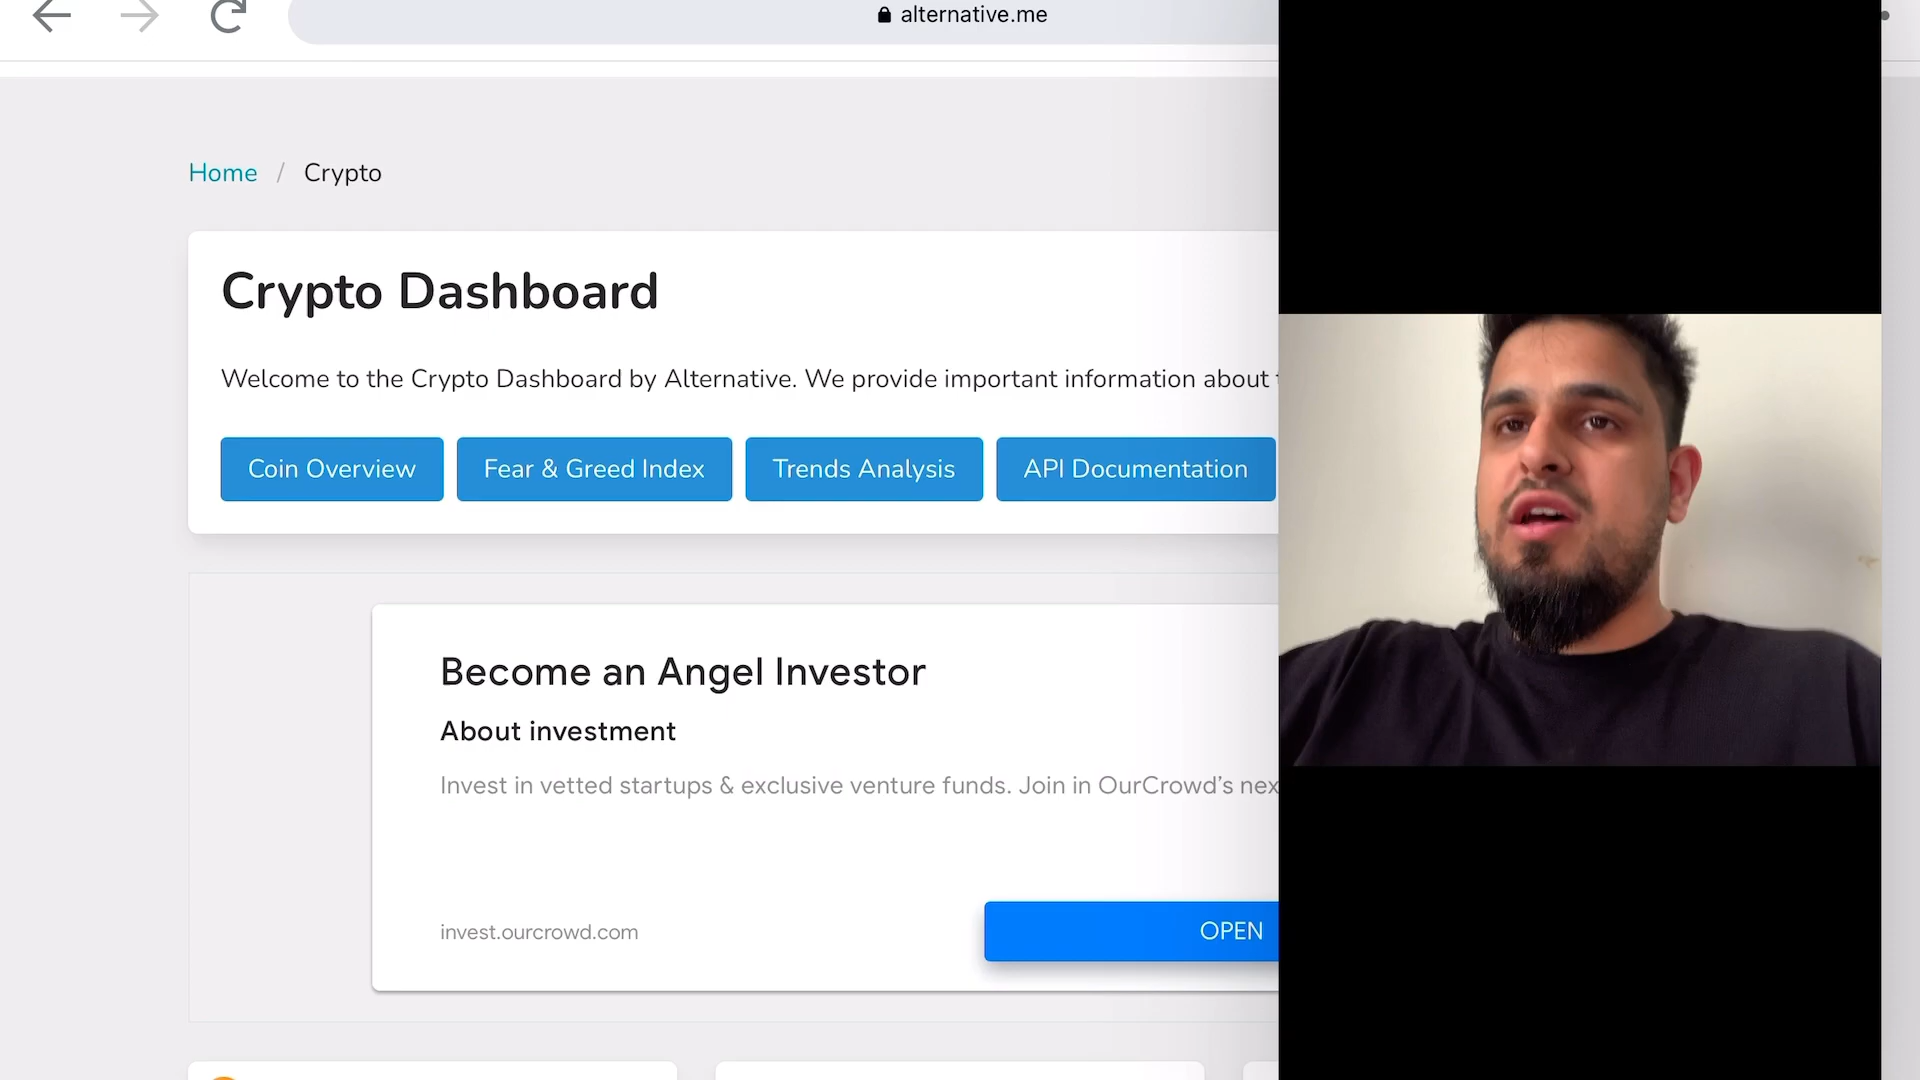 alternative.me
Home / Crypto
Crypto Dashboard
Welcome to the Crypto Dashboard by Alternative. We provide important information about
Coin Overview
Fear & Greed Index
Trends Analysis
API Documentation
Become an Angel Investor
About investment
Invest in vetted startups & exclusive venture funds. Join in OurCrowd's
invest.ourcrowd.com
OPEN